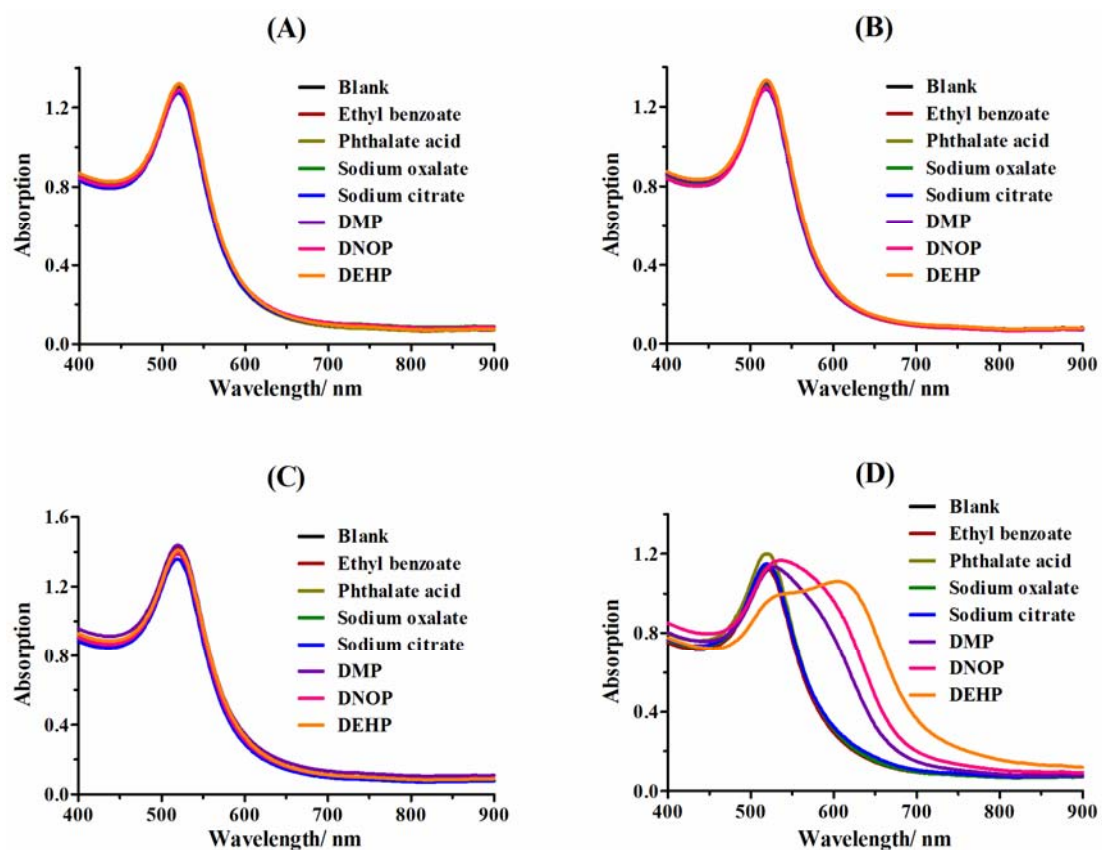 (A)
Absorption
1.2
0.8
0.4
0.0
Blank
Ethyl benzoate
Phthalate acid
Sodium oxalate
Sodium citrate
DMP
DNOP
DEHP
400 500 600 700 800 900
Wavelength/ nm
(B)
Absorption
1.2
0.8
0.4
0.0
Blank
Ethyl benzoate
Phthalate acid
Sodium oxalate
Sodium citrate
DMP
DNOP
DEHP
400 500 600 700 800 900
Wavelength/ nm
(C)
Absorption
1.6
1.2
0.8
0.4
0.0
Blank
Ethyl benzoate
Phthalate acid
Sodium oxalate
Sodium citrate
DMP
DNOP
DEHP
400 500 600 700 800 900
Wavelength/ nm
(D)
Absorption
1.2
0.8
0.4
0.0
Blank
Ethyl benzoate
Phthalate acid
Sodium oxalate
Sodium citrate
DMP
DNOP
DEHP
400 500 600 700 800 900
Wavelength/ nm